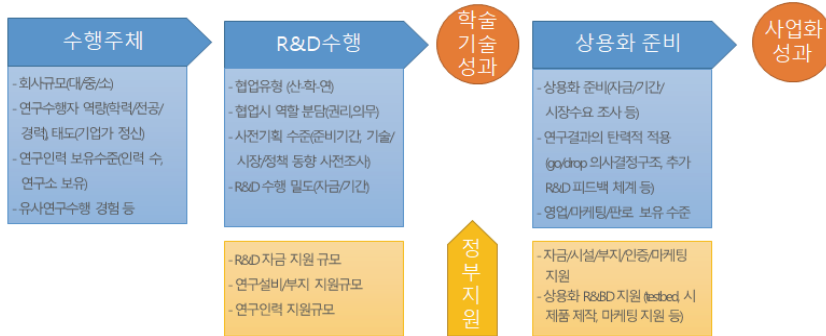 수행주체
- 회사규모(대/중/소)
- 연구수행자 역량(학력/전공/
경력), 태도(기업가 정신)
- 연구인력 보유수준(인력 수,
연구소 보유)
- 유사연구수행 경험 등
R&D수행
- 협업유형 (산-학-연)
- 협업시 역할 분담(권리,의무)
- 사전기획 수준(준비기간, 기술/
시장/정책 동향 사전조사)
- R&D 수행 밀도(자금/기간)
- R&D 자금 지원 규모
- 연구설비/부지 지원규모
- 연구인력 지원규모
학술
기술
성과
정
부
지
원
상용화 준비
- 상용화 준비(자금/기간/
시장수요 조사 등)
- 연구결과의 탄력적 적용
(go/drop 의사결정구조, 추가
R&D 피드백 체계 등)
- 영업/마케팅/판로 보유 수준
- 자금/시설/부지/인증/마케팅
지원
- 상용화 R&BD 지원 (testbed, 시
제품 제작, 마케팅 지원 등)
사업화
성과